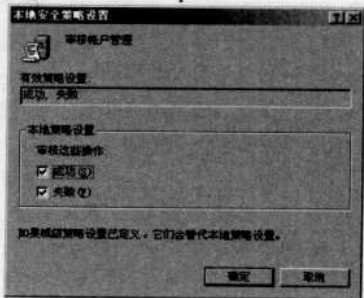 本地安全策略设置
审核帐户管理
有效策略设置:
成功, 失败
本地策略设置
审核这些操作:
成功(S)
失败(F)
如果域级策略设置已定义，它们会替代本地策略设置。
确定
取消